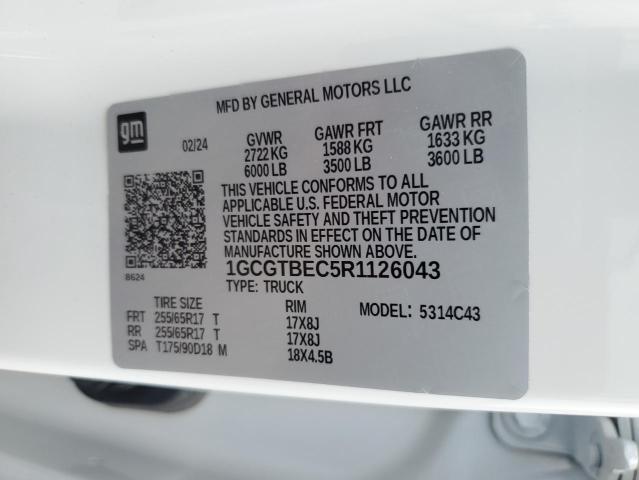 MFD BY GENERAL MOTORS LLC
gm
02/24
GVWR GAWR FRT GAWR RR
2722 KG 1588 KG 1633 KG
6000 LB 3500 LB 3600 LB
THIS VEHICLE CONFORMS TO ALL
APPLICABLE U.S. FEDERAL MOTOR
VEHICLE SAFETY AND THEFT PREVENTION
STANDARDS IN EFFECT ON THE DATE OF
MANUFACTURE SHOWN ABOVE.
8624
1GCGTBEC5R1126043
TYPE: TRUCK
MODEL: 5314C43
TIRE SIZE RIM
FRT 255/65R17 T 17X8J
RR 255/65R17 T 17X8J
SPA T175/90D18 M 18X4.5B